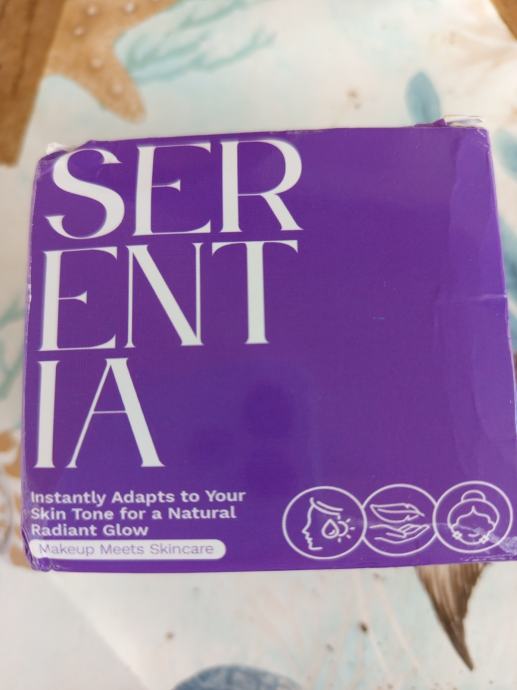 SER
ENT
IA
Instantly Adapts to Your
Skin Tone for a Natural
Radiant Glow
Makeup Meets Skincare